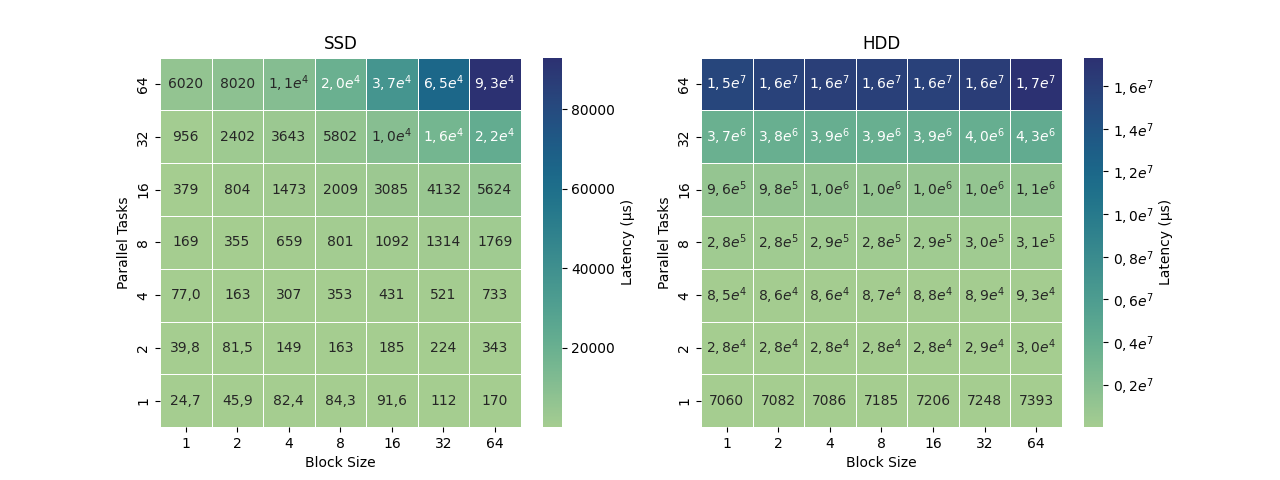 SSD
64 6020 8020 1,1e⁴ 2,0e⁴ 3,7e⁴ 6,5e⁴ 9,3e⁴
32 956 2402 3643 5802 1,0e⁴ 1,6e⁴ 2,2e⁴
16 379 804 1473 2009 3085 4132 5624
8 169 355 659 801 1092 1314 1769
4 77,0 163 307 353 431 521 733
2 39,8 81,5 149 163 185 224 343
1 24,7 45,9 82,4 84,3 91,6 112 170
1 2 4 8 16 32 64
Block Size
Parallel Tasks
80000
60000
40000
20000
Latency (μs)
HDD
64 1,5e⁷ 1,6e⁷ 1,6e⁷ 1,6e⁷ 1,6e⁷ 1,6e⁷ 1,7e⁷
32 3,7e⁶ 3,8e⁶ 3,9e⁶ 3,9e⁶ 3,9e⁶ 4,0e⁶ 4,3e⁶
16 9,6e⁵ 9,8e⁵ 1,0e⁶ 1,0e⁶ 1,0e⁶ 1,0e⁶ 1,1e⁶
8 2,8e⁵ 2,8e⁵ 2,9e⁵ 2,8e⁵ 2,9e⁵ 3,0e⁵ 3,1e⁵
4 8,5e⁴ 8,6e⁴ 8,6e⁴ 8,7e⁴ 8,8e⁴ 8,9e⁴ 9,3e⁴
2 2,8e⁴ 2,8e⁴ 2,8e⁴ 2,8e⁴ 2,8e⁴ 2,9e⁴ 3,0e⁴
1 7060 7082 7086 7185 7206 7248 7393
1 2 4 8 16 32 64
Block Size
Parallel Tasks
1,6e⁷
1,4e⁷
1,2e⁷
1,0e⁷
0,8e⁷
0,6e⁷
0,4e⁷
0,2e⁷
Latency (μs)